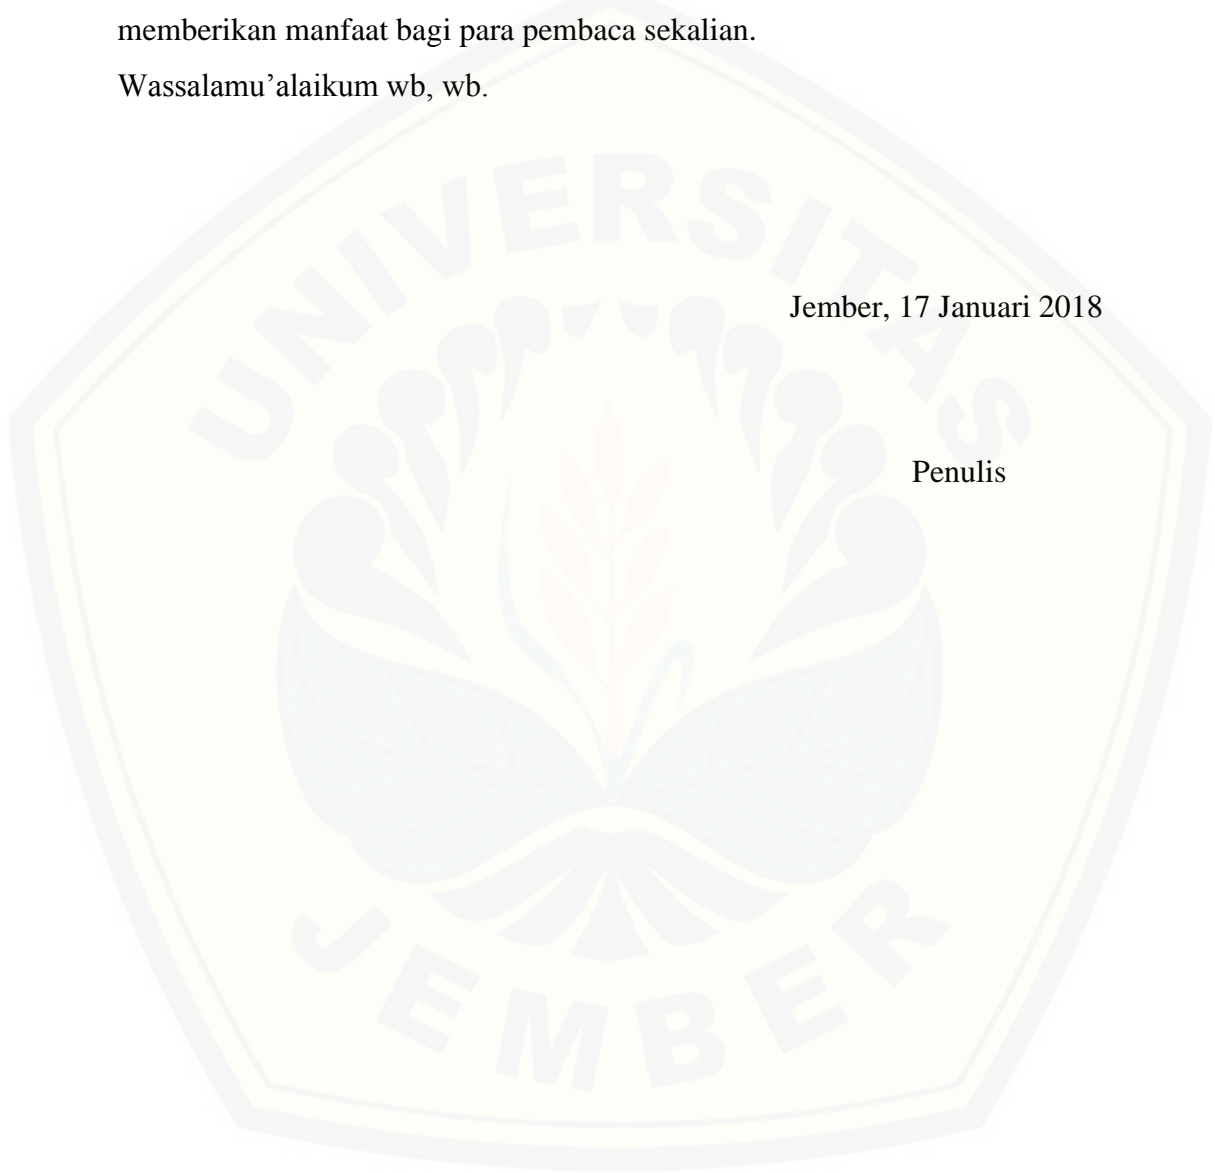 memberikan manfaat bagi para pembaca sekalian.
Wassalamu’alaikum wb, wb.
UNIVERSITAS
Jember, 17 Januari 2018
Penulis
JEMBER